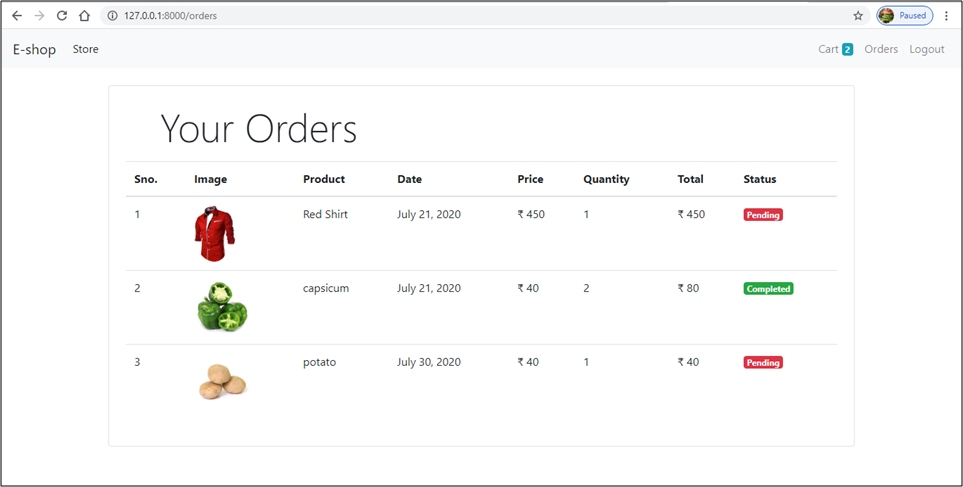 127.0.0.1:8000/orders Paused
E-shop Store Cart 2 Orders Logout
Your Orders
Sno. Image Product Date Price Quantity Total Status
1 Red Shirt July 21, 2020 ₹ 450 1 ₹ 450 Pending
2 capsicum July 21, 2020 ₹ 40 2 ₹ 80 Completed
3 potato July 30, 2020 ₹ 40 1 ₹ 40 Pending